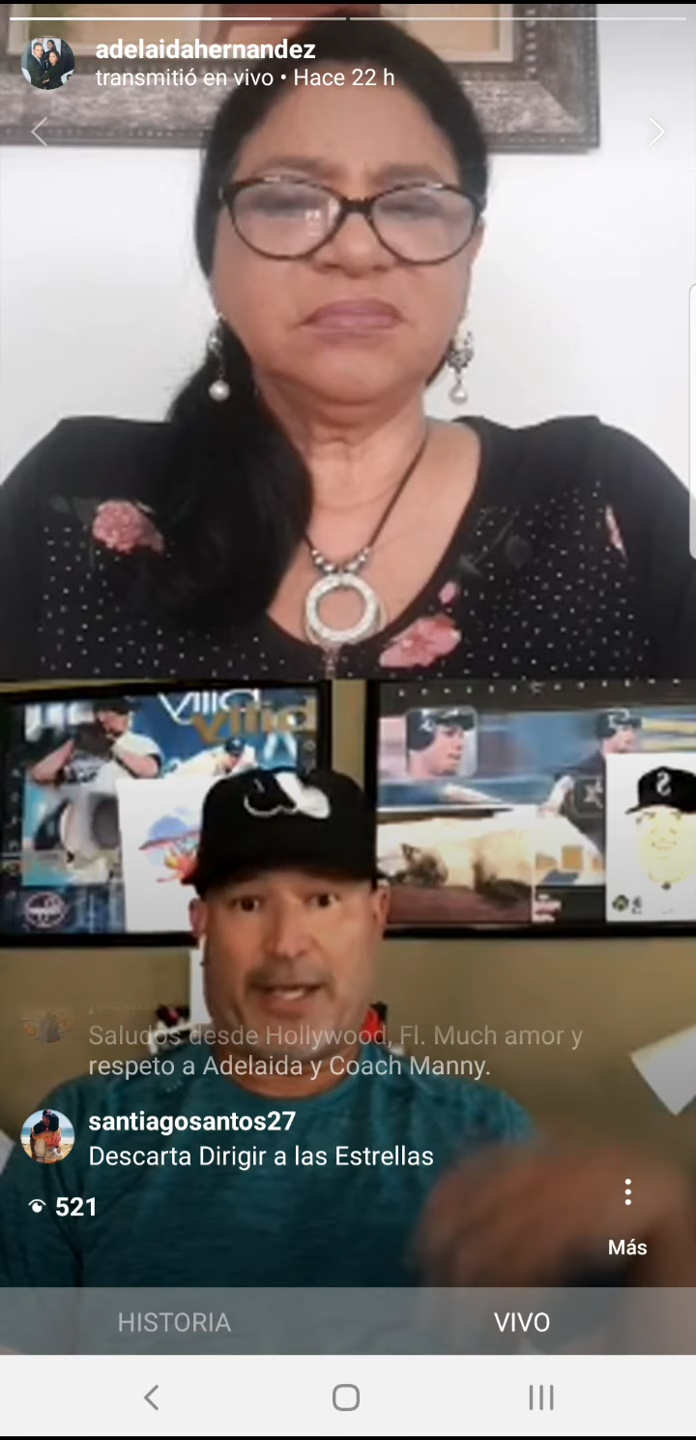 adelaidahernandez
transmitió en vivo • Hace 22 h
Saludos desde Hollywood, Fl. Much amor y
respeto a Adelaida y Coach Manny.
santiagosantos27
Descarta Dirigir a las Estrellas
521
Más
HISTORIA
VIVO